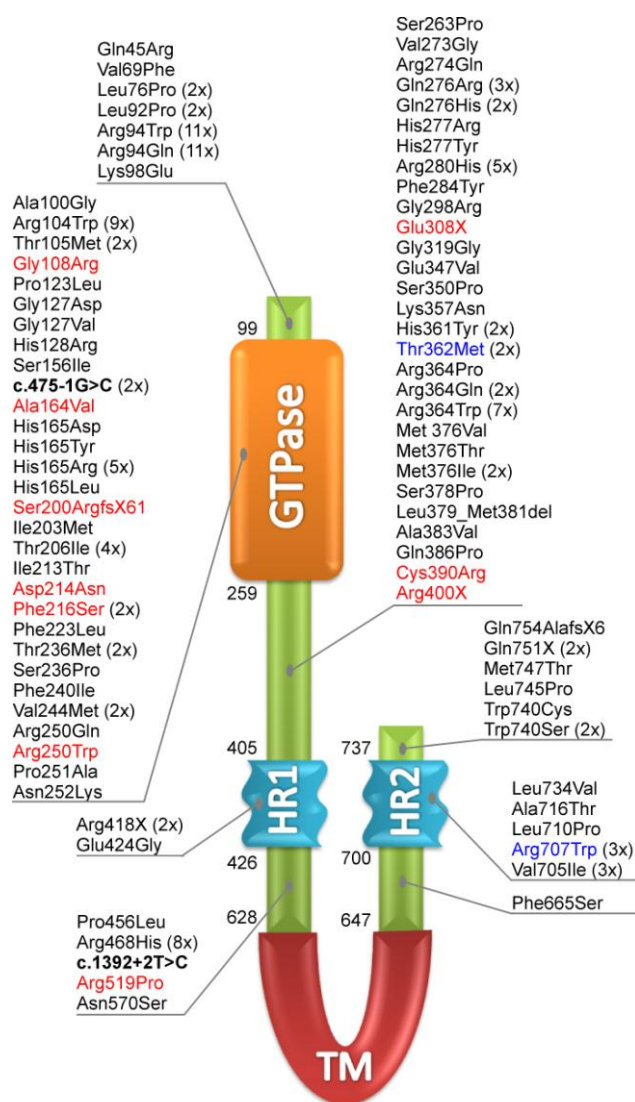 Gln45Arg
Val69Phe
Leu76Pro (2x)
Leu92Pro (2x)
Arg94Trp (11x)
Arg94Gln (11x)
Lys98Glu
Ala100Gly
Arg104Trp (9x)
Thr105Met (2x)
Gly108Arg
Pro123Leu
Gly127Asp
Gly127Val
His128Arg
Ser156Ile
c.475-1G>C (2x)
Ala164Val
His165Asp
His165Tyr
His165Arg (5x)
His165Leu
Ser200ArgfsX61
Ile203Met
Thr206Ile (4x)
Ile213Thr
Asp214Asn
Phe216Ser (2x)
Phe223Leu
Thr236Met (2x)
Ser236Pro
Phe240Ile
Val244Met (2x)
Arg250Gln
Arg250Trp
Pro251Ala
Asn252Lys
Ser263Pro
Val273Gly
Arg274Gln
Gln276Arg (3x)
Gln276His (2x)
His277Arg
His277Tyr
Arg280His (5x)
Phe284Tyr
Gly298Arg
Glu308X
Gly319Gly
Glu347Val
Ser350Pro
Lys357Asn
His361Tyr (2x)
Thr362Met (2x)
Arg364Pro
Arg364Gln (2x)
Arg364Trp (7x)
Met 376Val
Met376Thr
Met376Ile (2x)
Ser378Pro
Leu379_Met381del
Ala383Val
Gln386Pro
Cys390Arg
Arg400X
99
GTPase
259
405
HR1
426
628
Arg418X (2x)
Glu424Gly
Pro456Leu
Arg468His (8x)
c.1392+2T>C
Arg519Pro
Asn570Ser
TM
Gln754AlafsX6
Gln751X (2x)
Met747Thr
Leu745Pro
Trp740Cys
Trp740Ser (2x)
737
HR2
700
647
Leu734Val
Ala716Thr
Leu710Pro
Arg707Trp (3x)
Val705Ile (3x)
Phe665Ser